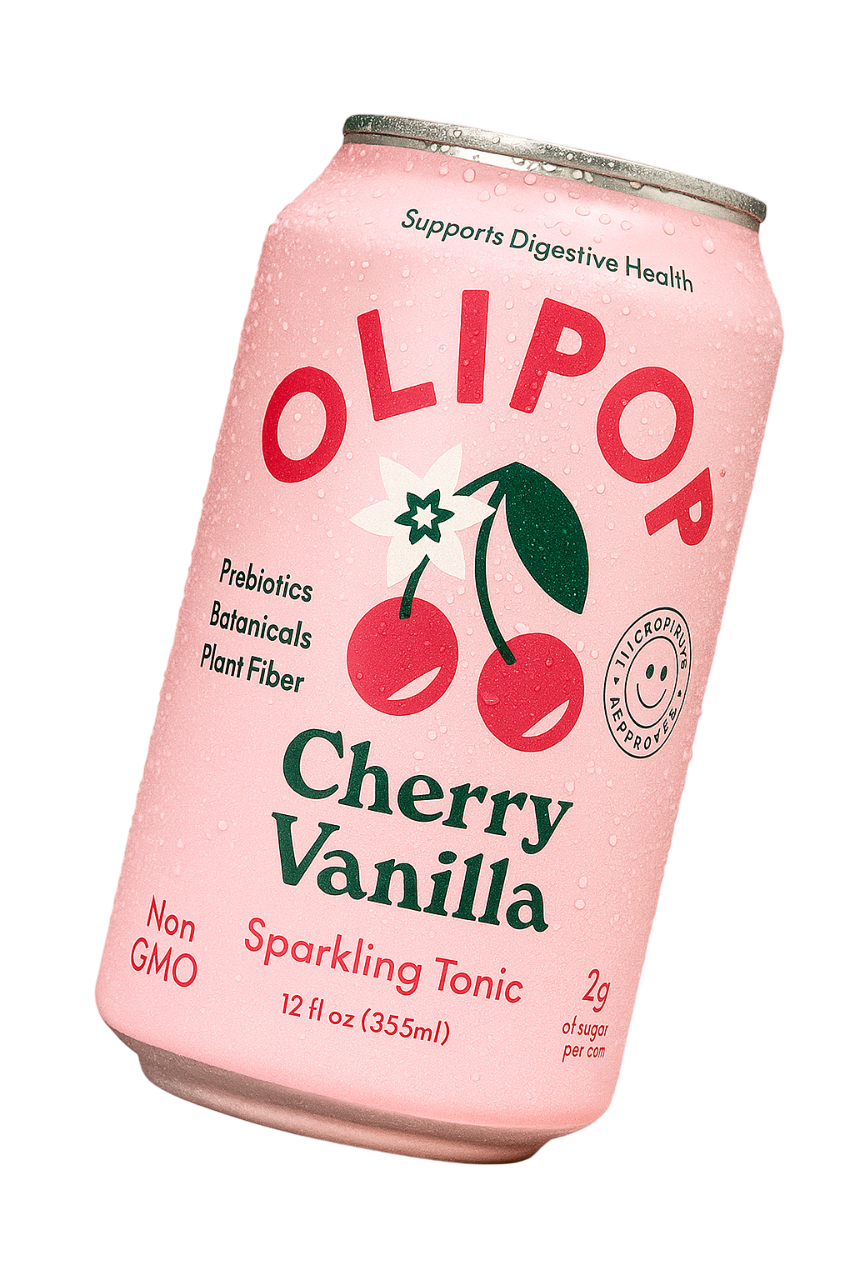 Supports Digestive Health
OLIPOP
Prebiotics
Batanicals
Plant Fiber
AEPPROVES
Cherry
Vanilla
Non
GMO
Sparkling Tonic
12 fl oz (355ml)
2g
of sugar
per com